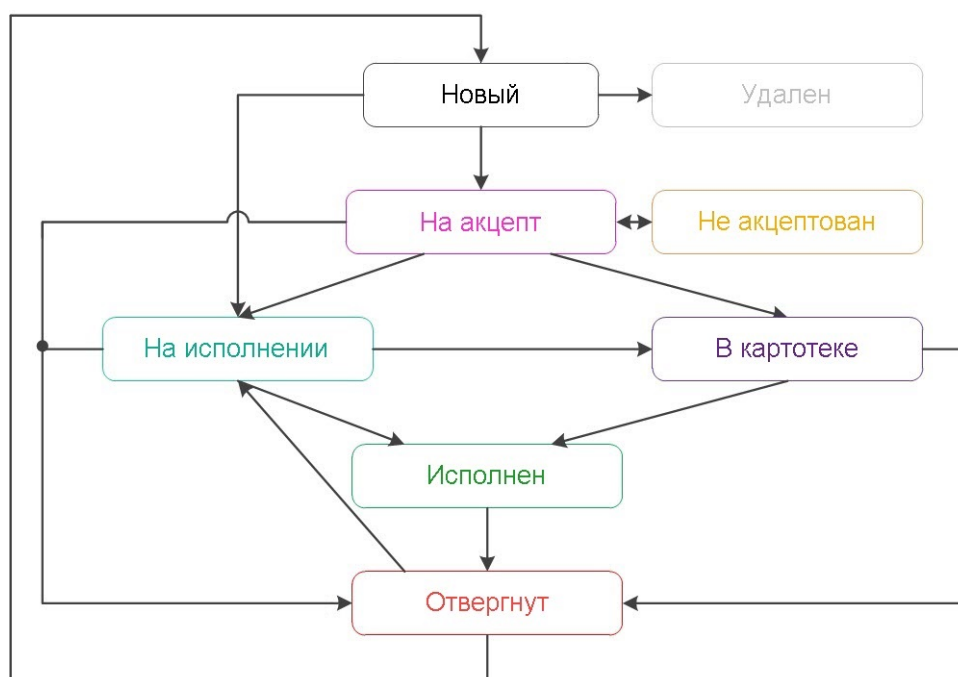 Новый
Удален
На акцепт
Не акцептован
На исполнении
В картотеке
Исполнен
Отвергнут